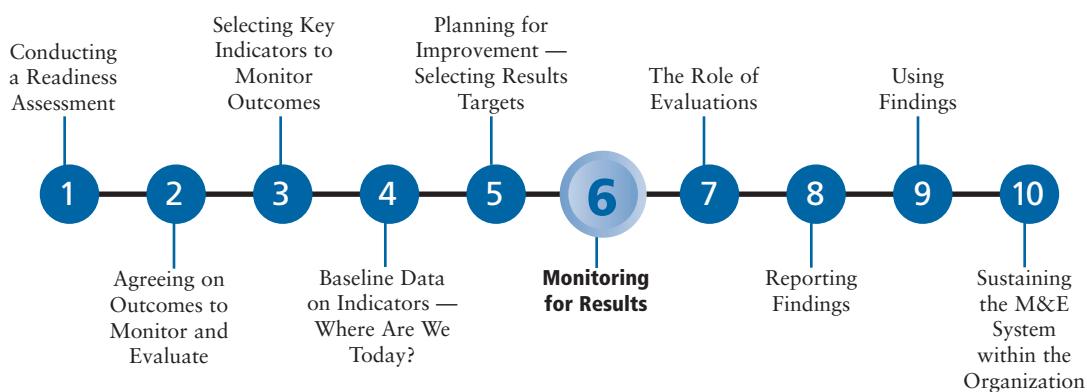 Conducting
a Readiness
Assessment
Selecting Key
Indicators to
Monitor
Outcomes
Planning for
Improvement —
Selecting Results
Targets
The Role of
Evaluations
Using
Findings
1
2
3
4
5
6
7
8
9
10
Agreeing on
Outcomes to
Monitor and
Evaluate
Baseline Data
on Indicators —
Where Are We
Today?
Monitoring
for Results
Reporting
Findings
Sustaining
the M&E
System
within the
Organization